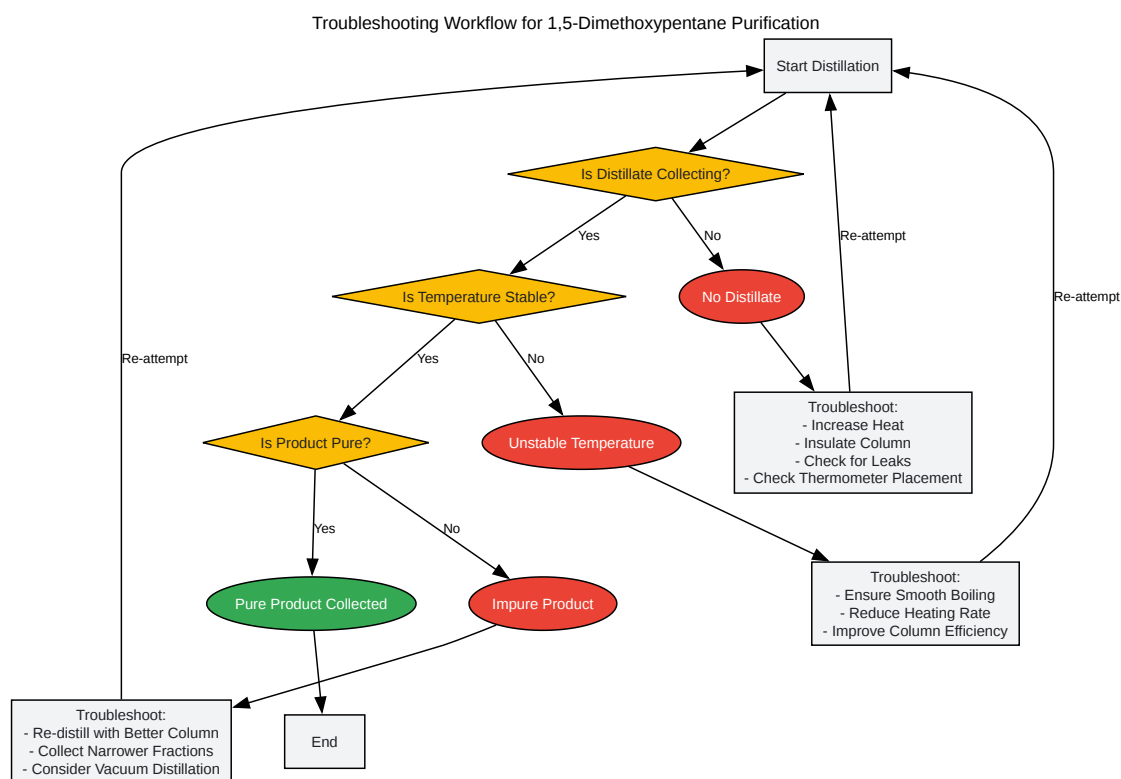 Troubleshooting Workflow for 1,5-Dimethoxypentane Purification
Start Distillation
Is Distillate Collecting?
Yes
No
Re-attempt
Is Temperature Stable?
No Distillate
Re-attempt
Re-attempt
Yes
No
Troubleshoot:
- Increase Heat
- Insulate Column
- Check for Leaks
- Check Thermometer Placement
Is Product Pure?
Unstable Temperature
Yes
No
Troubleshoot:
- Ensure Smooth Boiling
- Reduce Heating Rate
- Improve Column Efficiency
Pure Product Collected
Impure Product
Troubleshoot:
- Re-distill with Better Column
- Collect Narrower Fractions
- Consider Vacuum Distillation
End